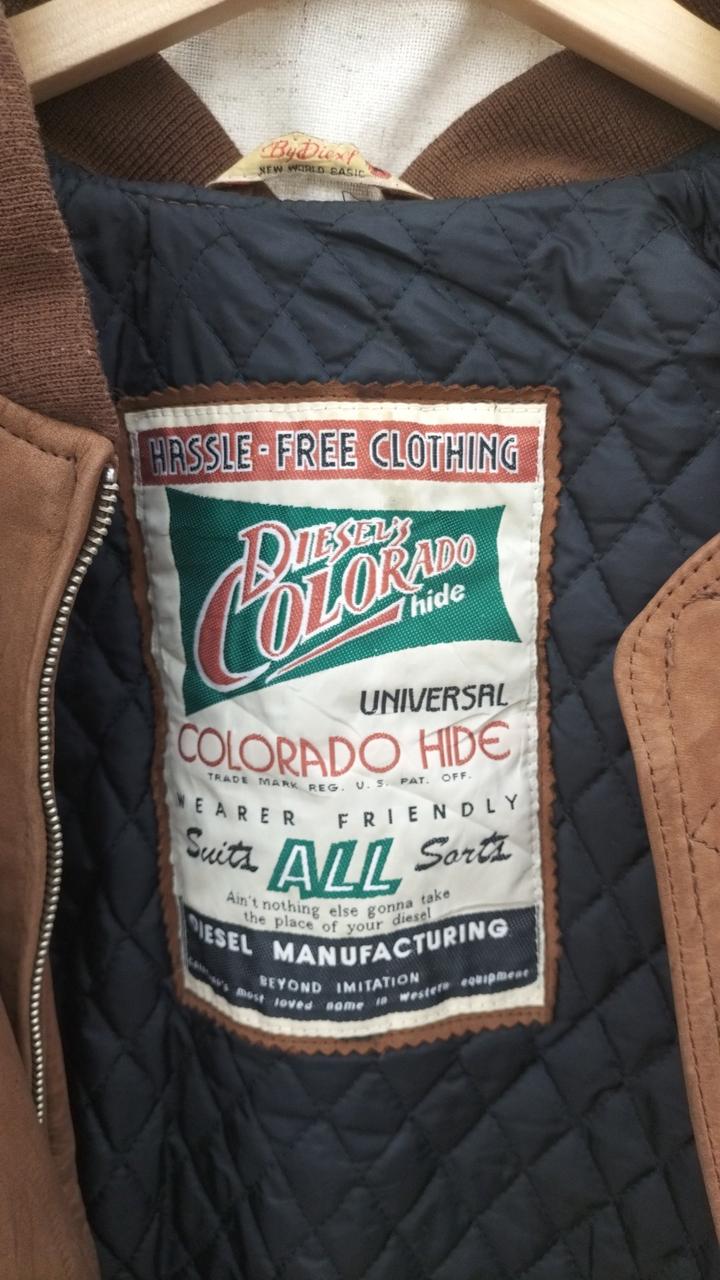 By Diesel
NEW WORLD BASIC
HASSLE-FREE CLOTHING
DIESEL'S
COLORADO
hide
UNIVERSAL
COLORADO HIDE
TRADE MARK REG. U.S. PAT. OFF.
WEARER FRIENDLY
Suits ALL Sorts
Ain't nothing else gonna take
the place of your diesel
DIESEL MANUFACTURING
BEYOND IMITATION
most loved name in Western equipment